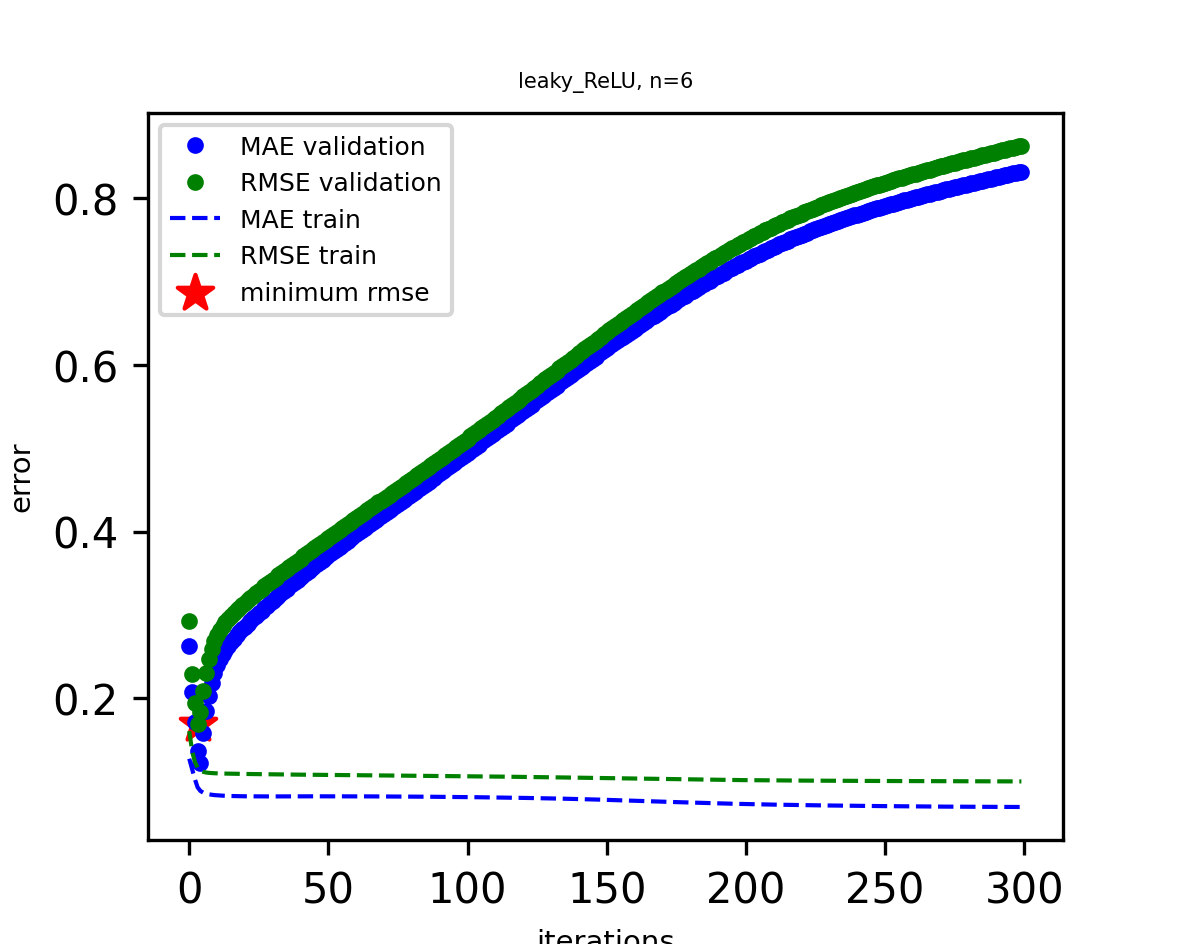 leaky_ReLU, n=6
MAE validation
RMSE validation
MAE train
RMSE train
minimum rmse
0.8
0.6
0.4
0.2
error
0 50 100 150 200 250 300
iterations